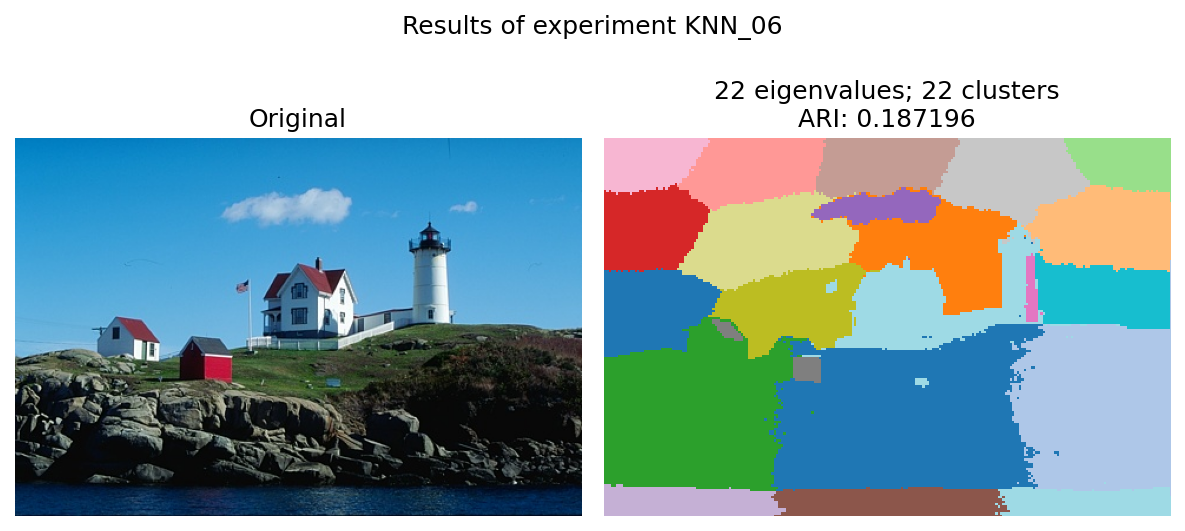 Results of experiment KNN_06
Original
22 eigenvalues; 22 clusters
ARI: 0.187196